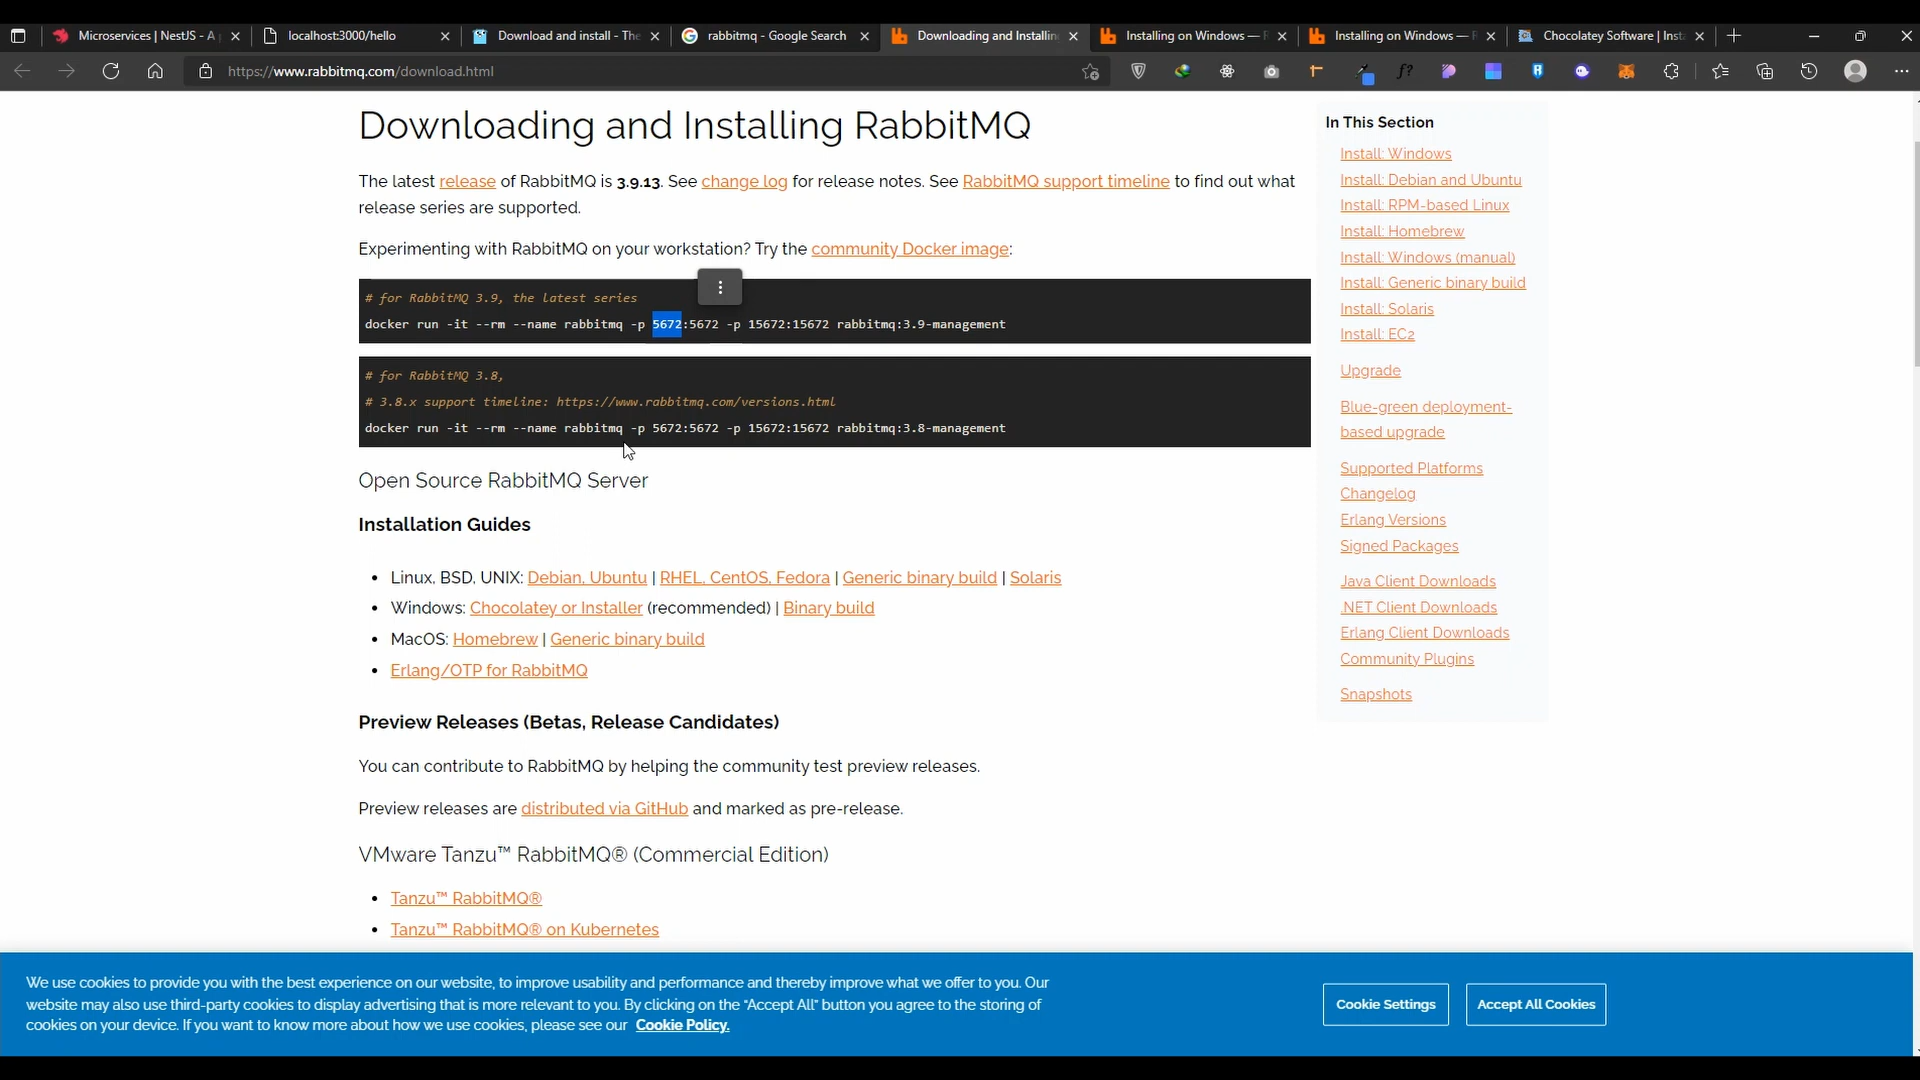 Microservices | NestJS - A
localhost:3000/hello
Download and install - The
rabbitmq - Google Search
Downloading and Installin
Installing on Windows —
Installing on Windows —
Chocolatey Software | Inst
https://www.rabbitmq.com/download.html
Downloading and Installing RabbitMQ
The latest release of RabbitMQ is 3.9.13. See change log for release notes. See RabbitMQ support timeline to find out what
release series are supported.
Experimenting with RabbitMQ on your workstation? Try the community Docker image:
# for RabbitMQ 3.9, the latest series
docker run -it --rm --name rabbitmq -p 5672:5672 -p 15672:15672 rabbitmq:3.9-management
# for RabbitMQ 3.8,
# 3.8.x support timeline: https://www.rabbitmq.com/versions.html
docker run -it --rm --name rabbitmq -p 5672:5672 -p 15672:15672 rabbitmq:3.8-management
Open Source RabbitMQ Server
Installation Guides
• Linux, BSD, UNIX: Debian, Ubuntu | RHEL, CentOS, Fedora | Generic binary build | Solaris
• Windows: Chocolatey or Installer (recommended) | Binary build
• MacOS: Homebrew | Generic binary build
• Erlang/OTP for RabbitMQ
Preview Releases (Betas, Release Candidates)
You can contribute to RabbitMQ by helping the community test preview releases.
Preview releases are distributed via GitHub and marked as pre-release.
VMware Tanzu™ RabbitMQ® (Commercial Edition)
• Tanzu™ RabbitMQ®
• Tanzu™ RabbitMQ® on Kubernetes
In This Section
Install: Windows
Install: Debian and Ubuntu
Install: RPM-based Linux
Install: Homebrew
Install: Windows (manual)
Install: Generic binary build
Install: Solaris
Install: EC2
Upgrade
Blue-green deployment-
based upgrade
Supported Platforms
Changelog
Erlang Versions
Signed Packages
Java Client Downloads
.NET Client Downloads
Erlang Client Downloads
Community Plugins
Snapshots
We use cookies to provide you with the best experience on our website, to improve usability and performance and thereby improve what we offer to you. Our
website may also use third-party cookies to display advertising that is more relevant to you. By clicking on the “Accept All” button you agree to the storing of
cookies on your device. If you want to know more about how we use cookies, please see our Cookie Policy.
Cookie Settings
Accept All Cookies